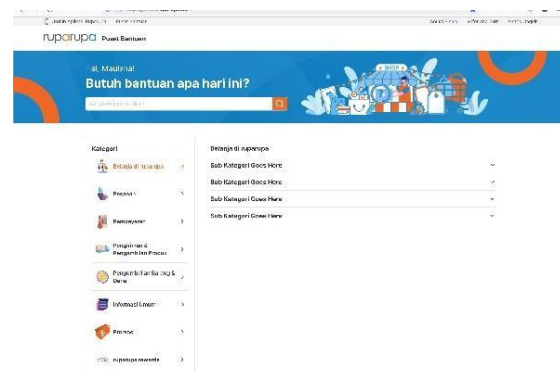 ruparupa Pusat Bantuan
Hai, Maulana!
Butuh bantuan apa hari ini?
SHOP
Kategori
Belanja di ruparupa
Pesanan
Pembayaran
Pengiriman &
Pengambilan Produk
Pengembalian Barang &
Dana
Informasi Umum
Promosi
ruparupa rewards
Belanja di ruparupa
Sub Kategori Goes Here
Sub Kategori Goes Here
Sub Kategori Goes Here
Sub Kategori Goes Here